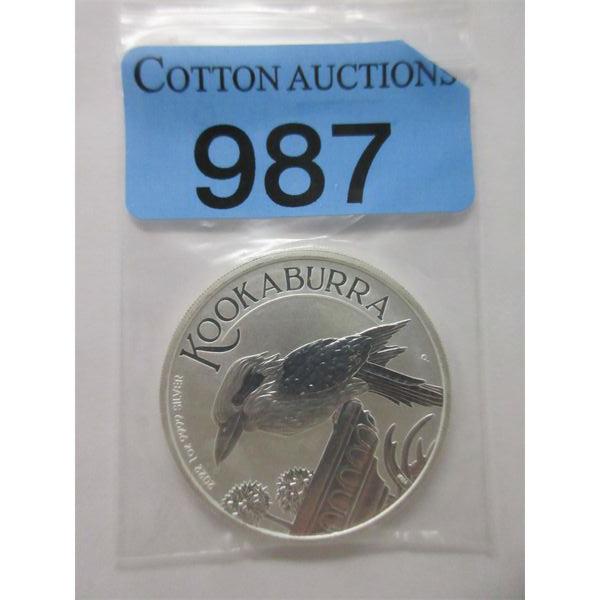 COTTON AUCTIONS
987
KOOKABURRA
2022 1oz 9999 SILVER
P